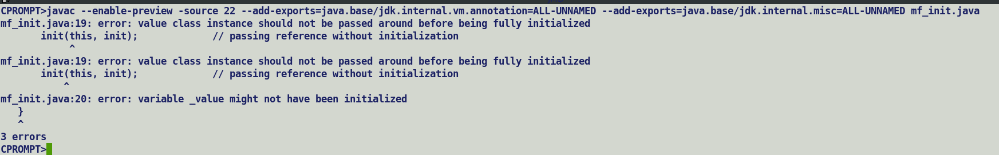 CPROMPT>javac --enable-preview -source 22 --add-exports=java.base/jdk.internal.vm.annotation=ALL-UNNAMED --add-exports=java.base/jdk.internal.misc=ALL-UNNAMED mf_init.java
mf_init.java:19: error: value class instance should not be passed around before being fully initialized
       init(this, init);             // passing reference without initialization
            ^
mf_init.java:19: error: value class instance should not be passed around before being fully initialized
       init(this, init);             // passing reference without initialization
           ^
mf_init.java:20: error: variable _value might not have been initialized
   }
   ^
3 errors
CPROMPT>